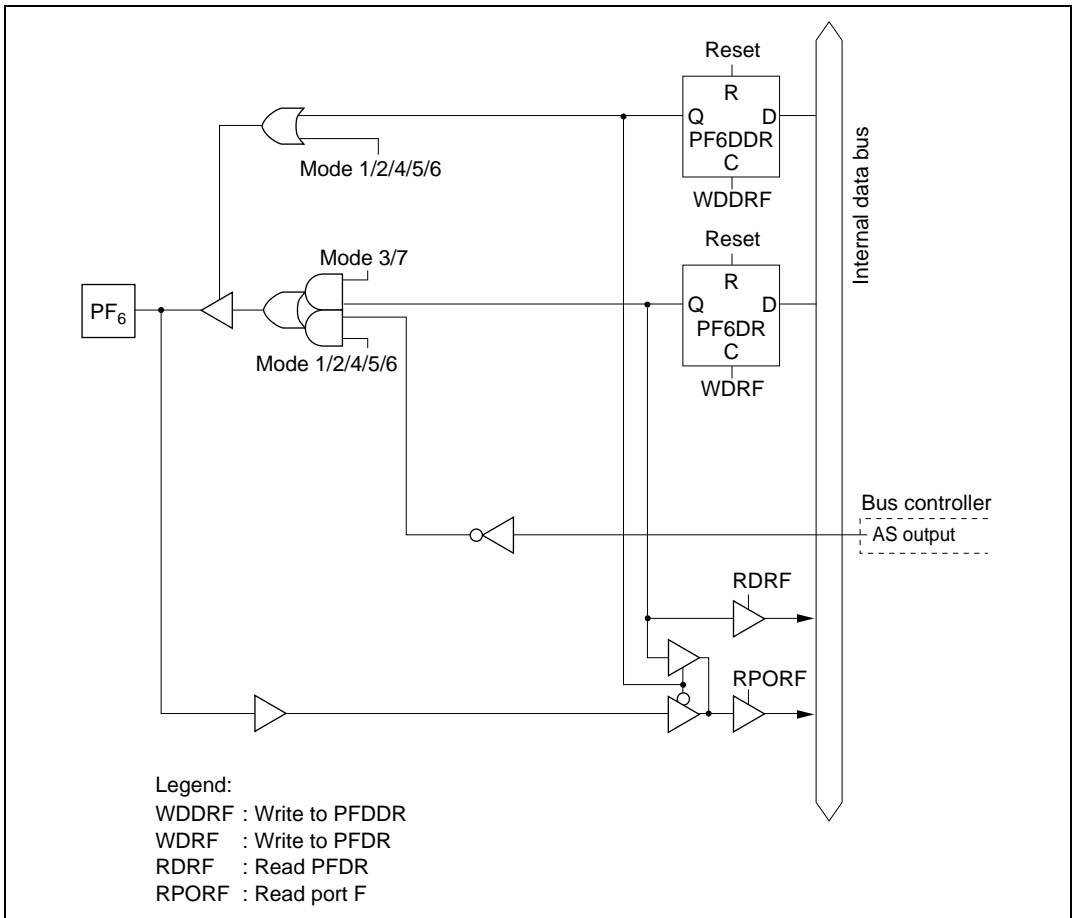 Reset
R
Q D
PF6DDR
C
WDDRF
Mode 1/2/4/5/6
Internal data bus
Reset
R
Q D
PF6DR
C
WDRF
Mode 3/7
PF6
Mode 1/2/4/5/6
Bus controller
AS output
RDRF
RPORF
Legend:
WDDRF : Write to PFDDR
WDRF : Write to PFDR
RDRF : Read PFDR
RPORF : Read port F